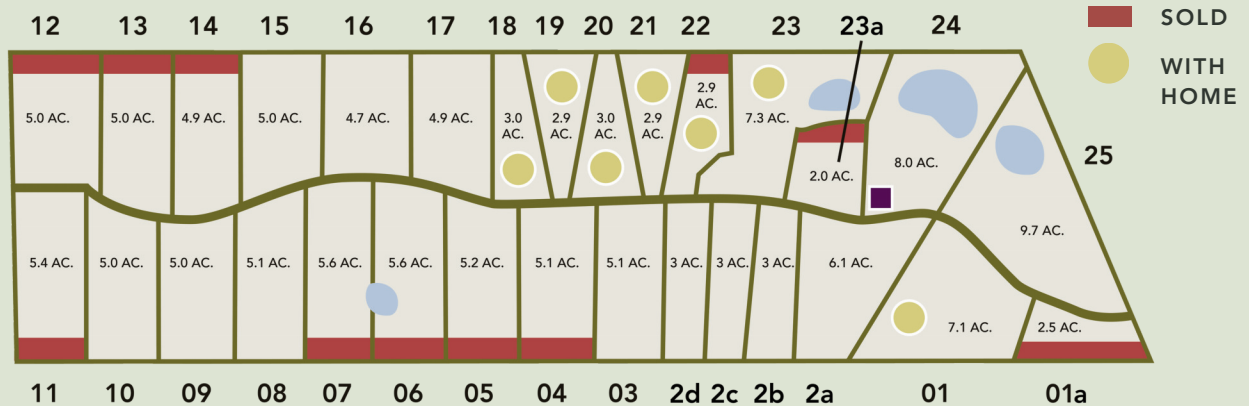 12 13 14 15 16 17 18 19 20 21 22 23 23a 24
SOLD
WITH
HOME
5.0 AC. 5.0 AC. 4.9 AC. 5.0 AC. 4.7 AC. 4.9 AC.
3.0
AC.
2.9
AC.
3.0
AC.
2.9
AC.
2.9
AC.
7.3 AC.
2.0 AC.
8.0 AC.
25
9.7 AC.
5.4 AC. 5.0 AC. 5.0 AC. 5.1 AC. 5.6 AC. 5.6 AC. 5.2 AC. 5.1 AC. 5.1 AC. 3 AC. 3 AC. 3 AC. 6.1 AC.
7.1 AC. 2.5 AC.
11 10 09 08 07 06 05 04 03 2d 2c 2b 2a 01 01a